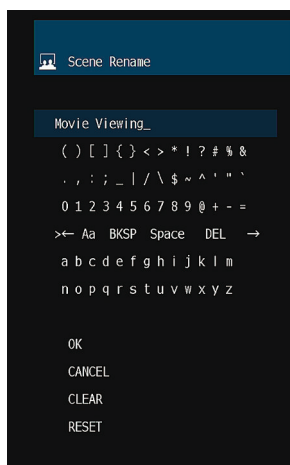 Scene Rename
Movie Viewing_
( ) [ ] { } < > * ! ? # % &
. , : ; _ | / \ $ ~ ^ ' " `
0 1 2 3 4 5 6 7 8 9 @ + - =
>← Aa BKSP Space DEL →
a b c d e f g h i j k l m
n o p q r s t u v w x y z
OK
CANCEL
CLEAR
RESET